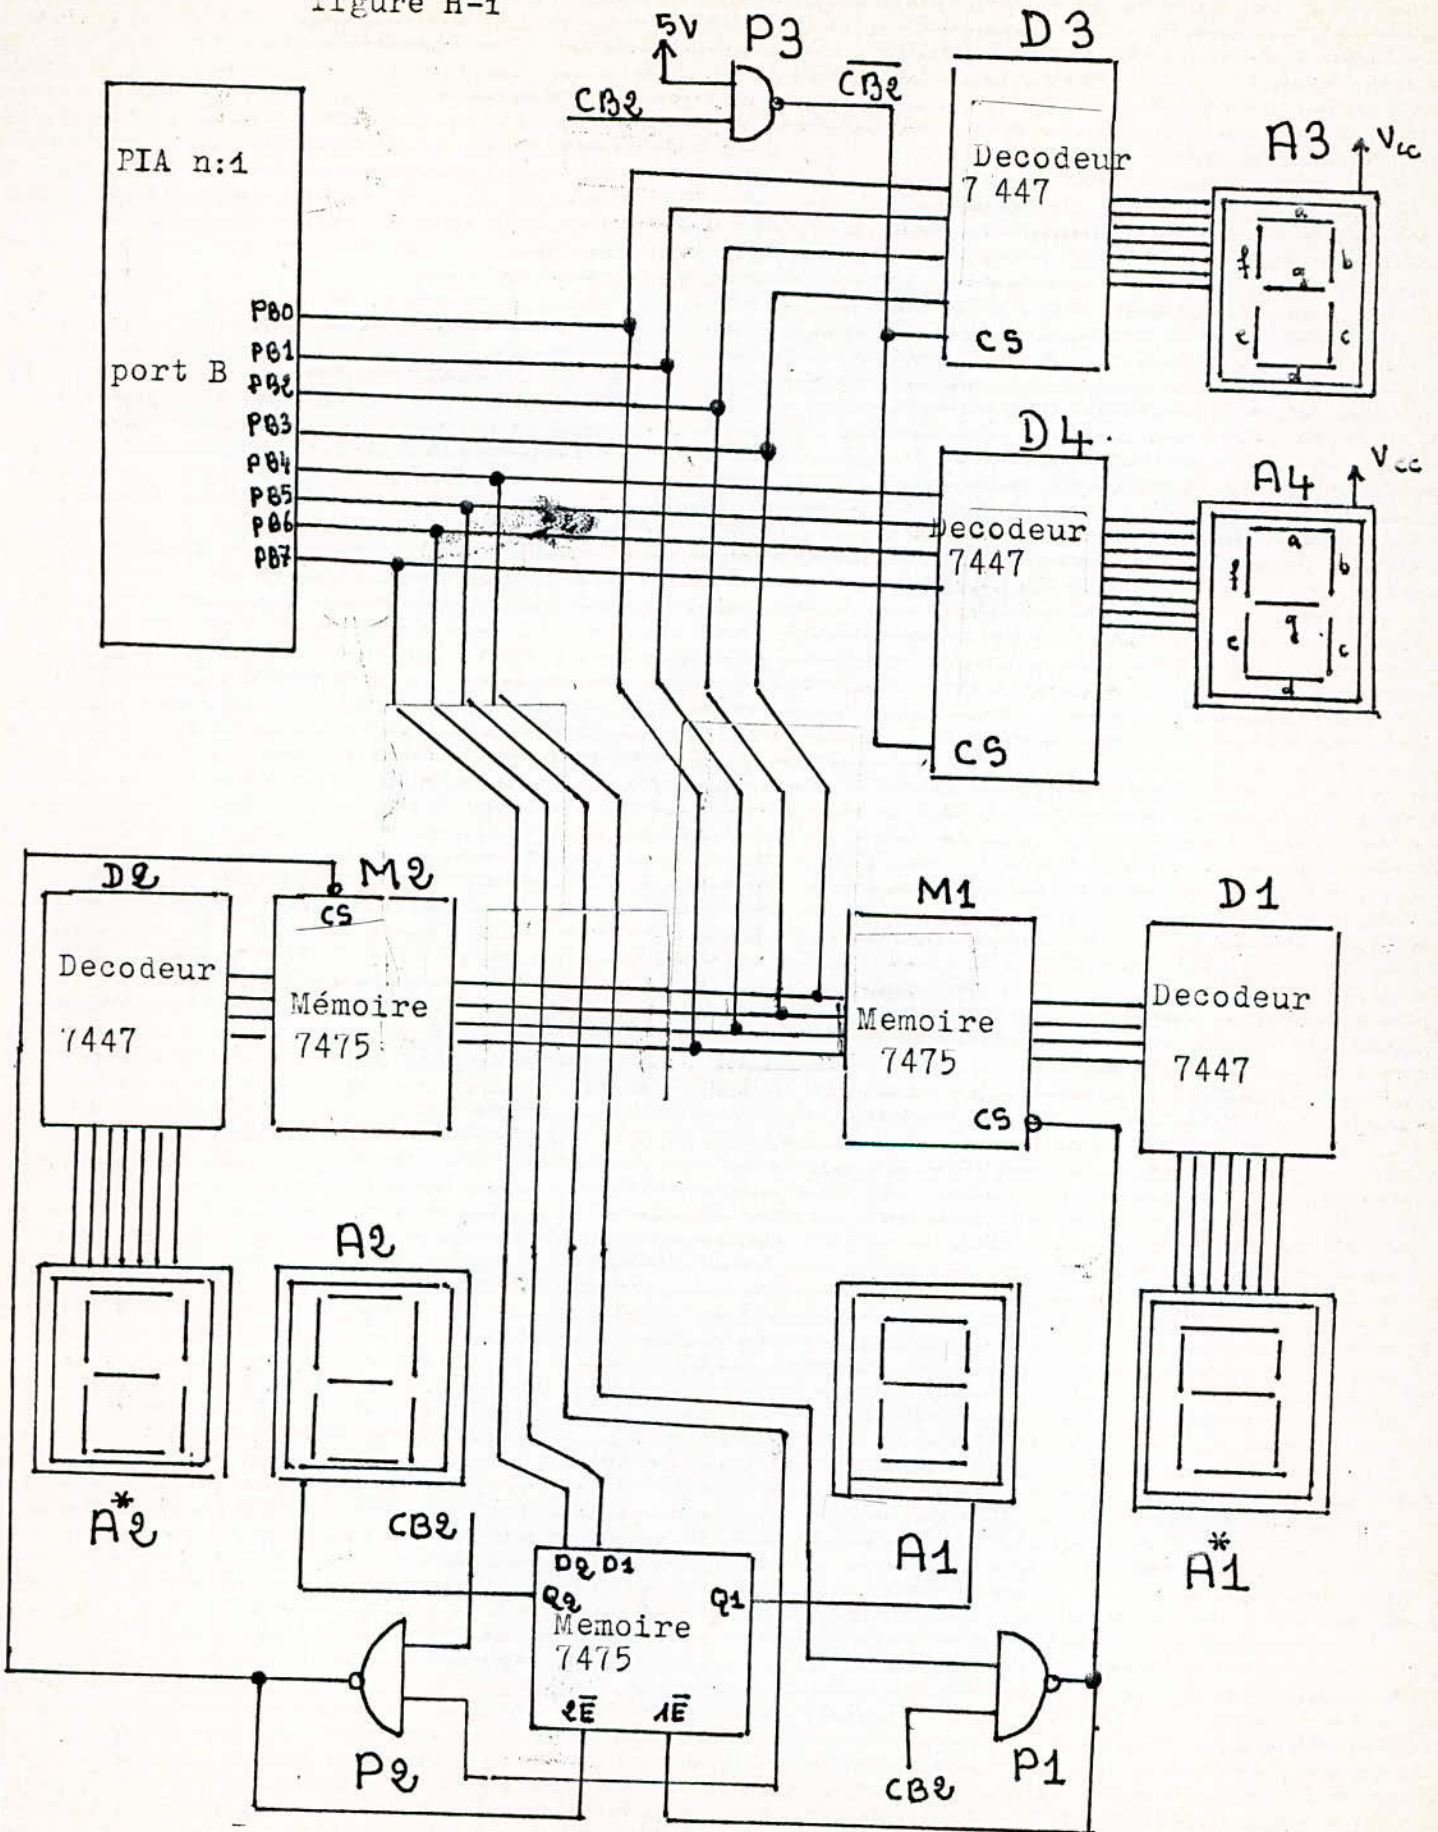 figure H-1
5V
P3
D3
CB2
C̅B̅2̅
PIA n:1
port B
PB0
PB1
PB2
PB3
PB4
PB5
PB6
PB7
Decodeur
7 447
CS
A3
Vcc
a
f
b
g
e
c
d
D4
Decodeur
7447
CS
A4
Vcc
a
f
b
g
e
c
d
D2
Decodeur
7447
M2
CS
Mémoire
7475
M1
Memoire
7475
CS
D1
Decodeur
7447
A2
A*2
CB2
A1
A*1
D2 D1
Q2
Q1
Memoire
7475
2E̅
1E̅
P2
P1
CB2